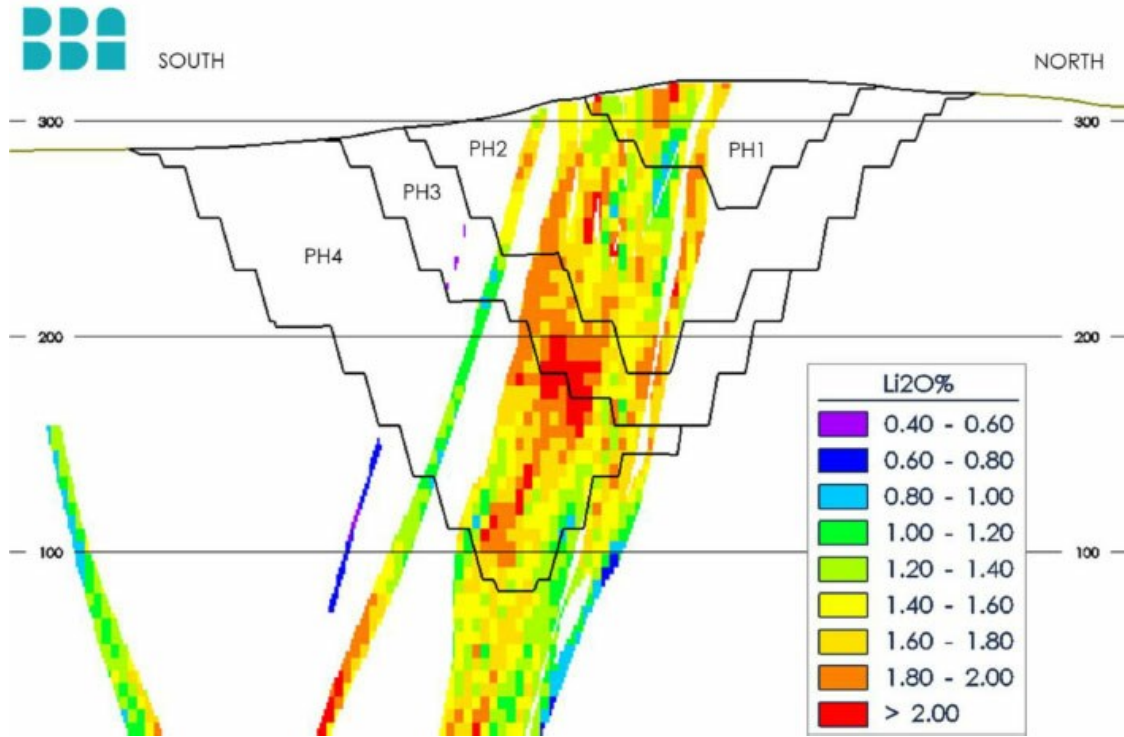 BBA
SOUTH
NORTH
300
300
PH2
PH1
PH3
PH4
200
200
Li2O%
0.40 - 0.60
0.60 - 0.80
0.80 - 1.00
1.00 - 1.20
1.20 - 1.40
1.40 - 1.60
1.60 - 1.80
1.80 - 2.00
> 2.00
100
100